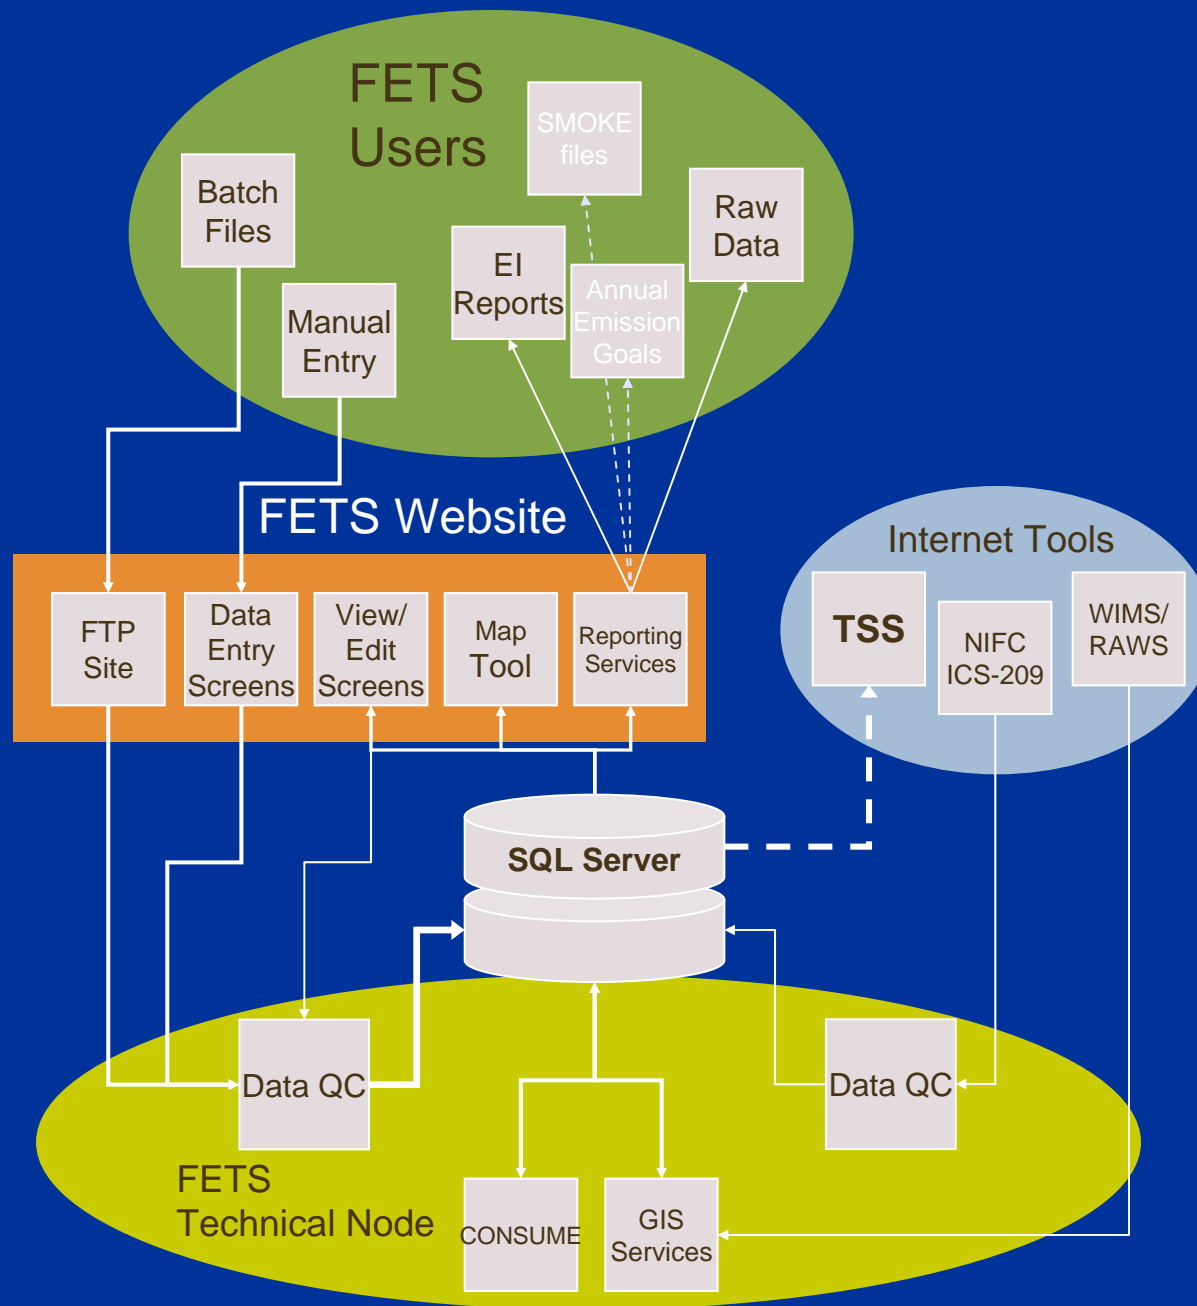 FETS
Users
SMOKE
files
Batch
Files
Raw
Data
EI
Reports
Annual
Emission
Goals
Manual
Entry
FETS Website
Internet Tools
FTP
Site
Data
Entry
Screens
View/
Edit
Screens
Map
Tool
Reporting
Services
TSS
NIFC
ICS-209
WIMS/
RAWS
SQL Server
Data QC
Data QC
FETS
Technical Node
CONSUME
GIS
Services